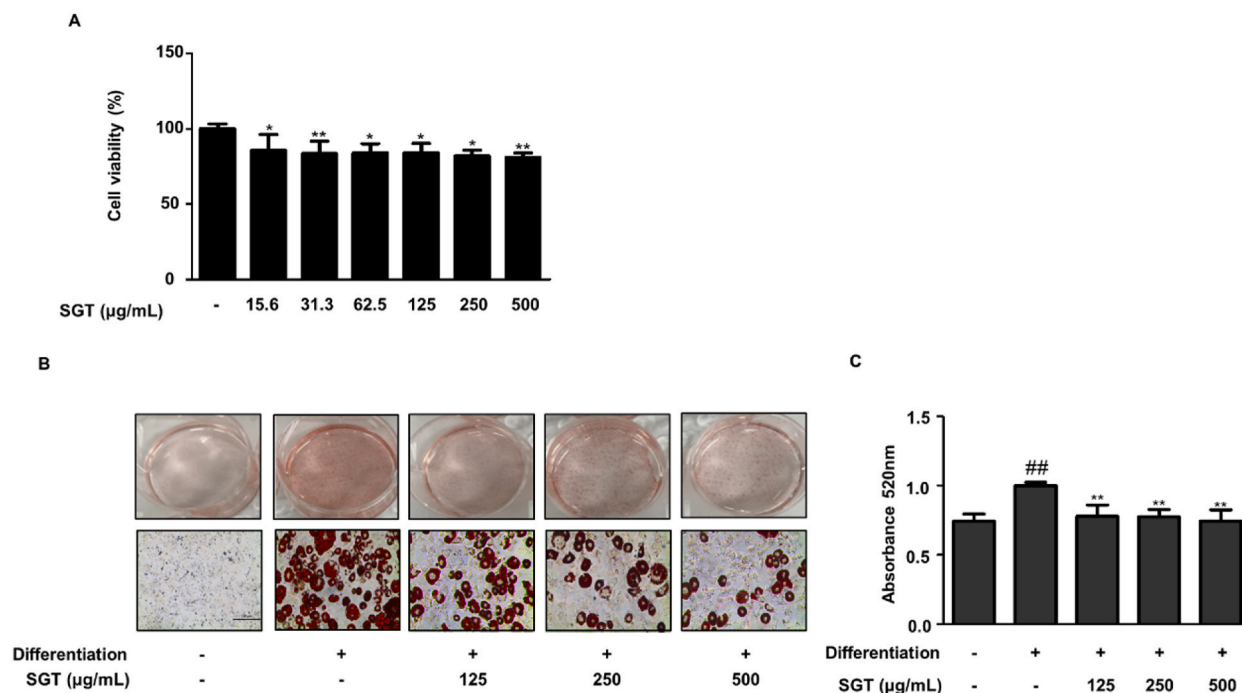 A
150
100
50
0
Cell viability (%)
* ** * * * **
SGT (µg/mL) - 15.6 31.3 62.5 125 250 500
B
Differentiation - + + + +
SGT (µg/mL) - - 125 250 500
C
1.5
1.0
0.5
0.0
Absorbance 520nm
## ** ** **
Differentiation - + + + +
SGT (µg/mL) - - 125 250 500